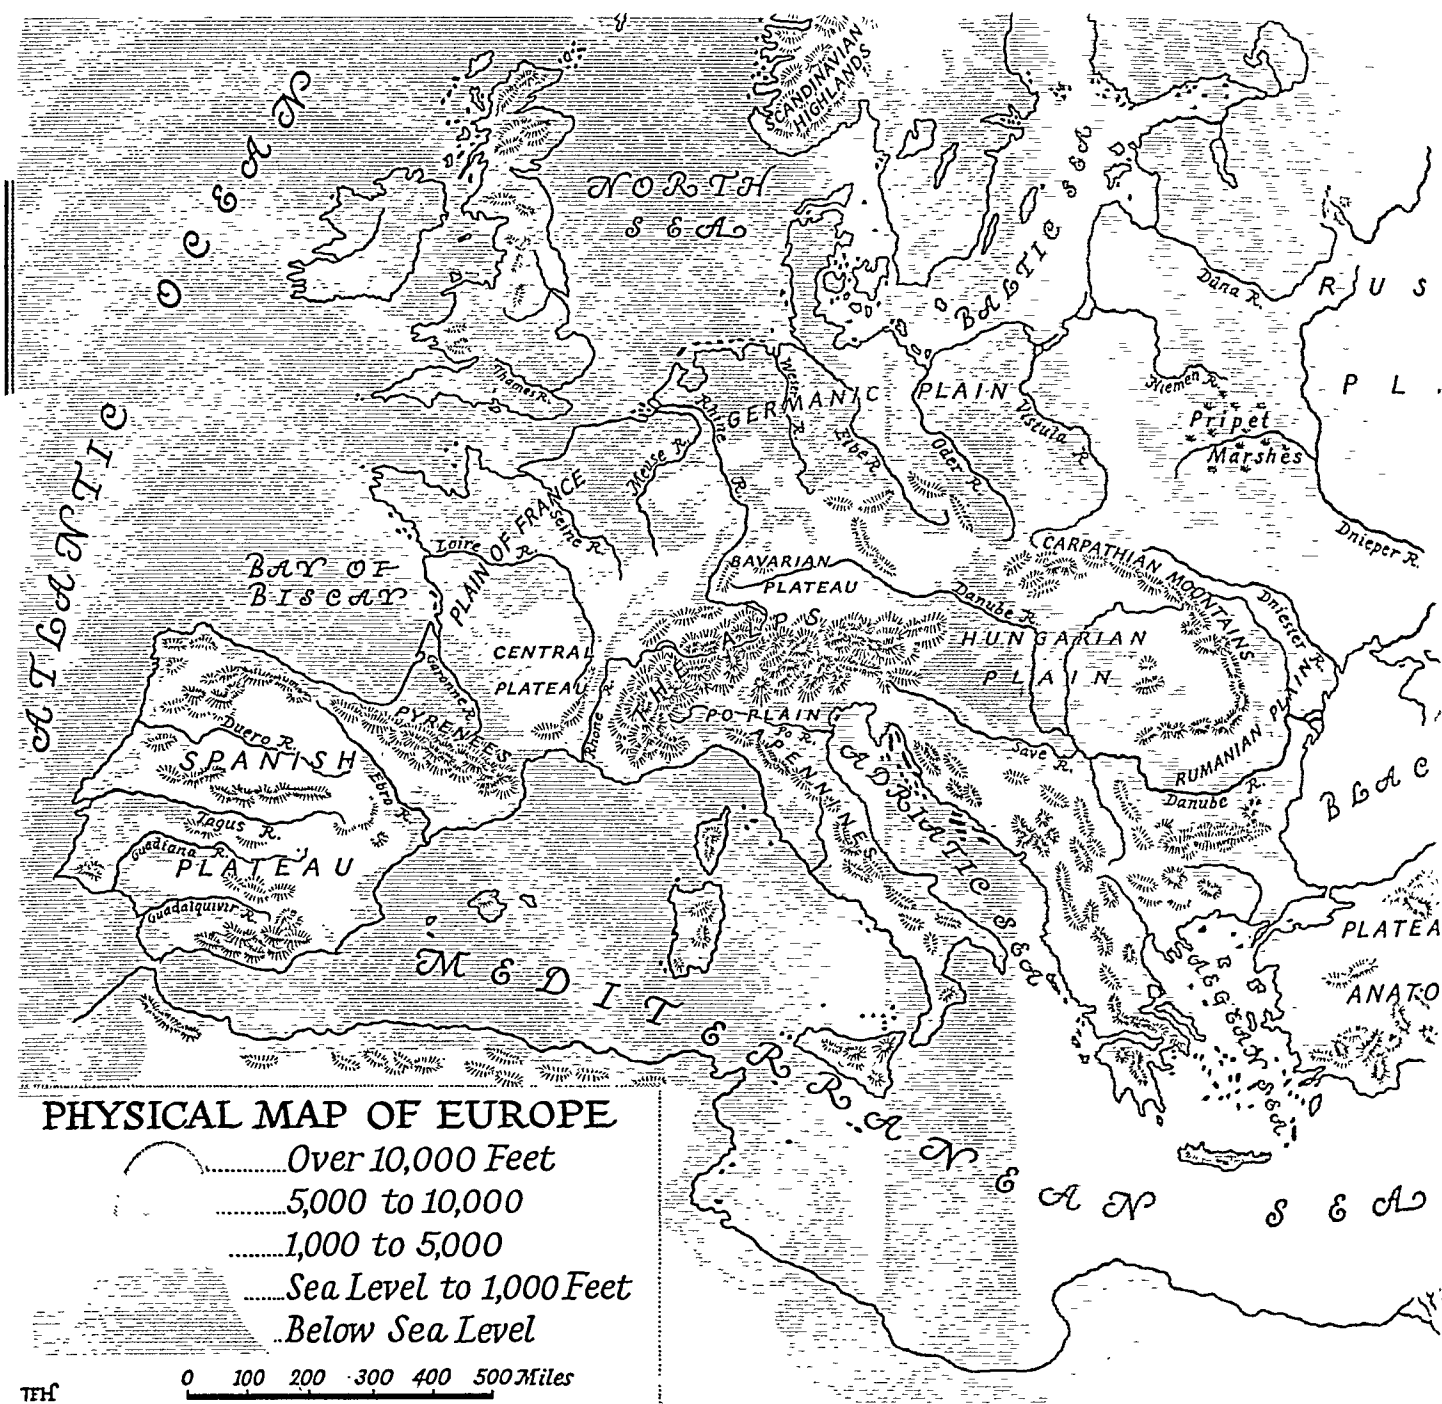 SCANDINAVIAN
HIGHLANDS
ATLANTIC OCEAN
NORTH
SEA
BALTIC SEA
Düna R.
RUS
PL.
Thames R.
Rhine
R.
Weser
R.
GERMANIC PLAIN
Elbe R.
Oder R.
Vistula
R.
Niemen R.
Pripet
Marshes
Dnieper R.
Meuse R.
PLAIN OF FRANCE
Seine R.
Loire R.
BAY OF
BISCAY
BAVARIAN
PLATEAU
CARPATHIAN MOUNTAINS
Dniester R.
Danube R.
THE ALPS
HUNGARIAN
PLAIN
CENTRAL
PLATEAU
Garonne R.
Rhone R.
PYRENEES
PO PLAIN
Po R.
APENNINES
ADRIATIC SEA
Save R.
RUMANIAN PLAIN
Danube R.
BLAC
Duero R.
SPANISH
Ebro
R.
Tagus R.
Guadiana R.
PLATEAU
Guadalquivir R.
MEDITERRANEAN SEA
AEGEAN SEA
PLATEA
ANATO
PHYSICAL MAP OF EUROPE
Over 10,000 Feet
5,000 to 10,000
1,000 to 5,000
Sea Level to 1,000 Feet
Below Sea Level
0 100 200 300 400 500 Miles
TFH